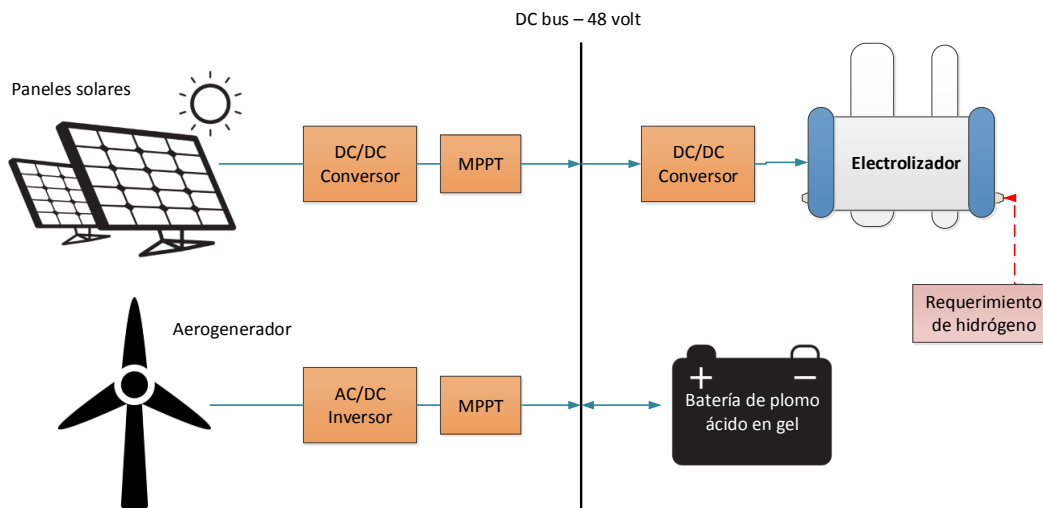 DC bus – 48 volt
Paneles solares
DC/DC
Conversor
MPPT
DC/DC
Conversor
Electrolizador
Requerimiento
de hidrógeno
Aerogenerador
AC/DC
Inversor
MPPT
+ –
Batería de plomo
ácido en gel